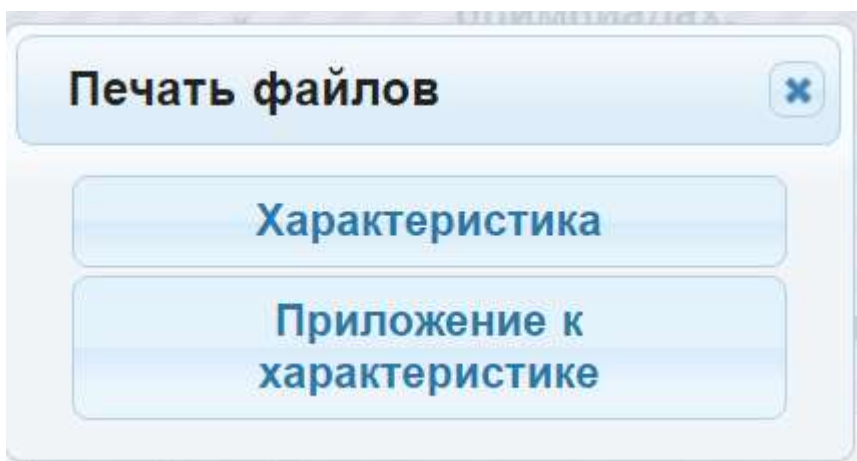 Печать файлов
Характеристика
Приложение к
характеристике